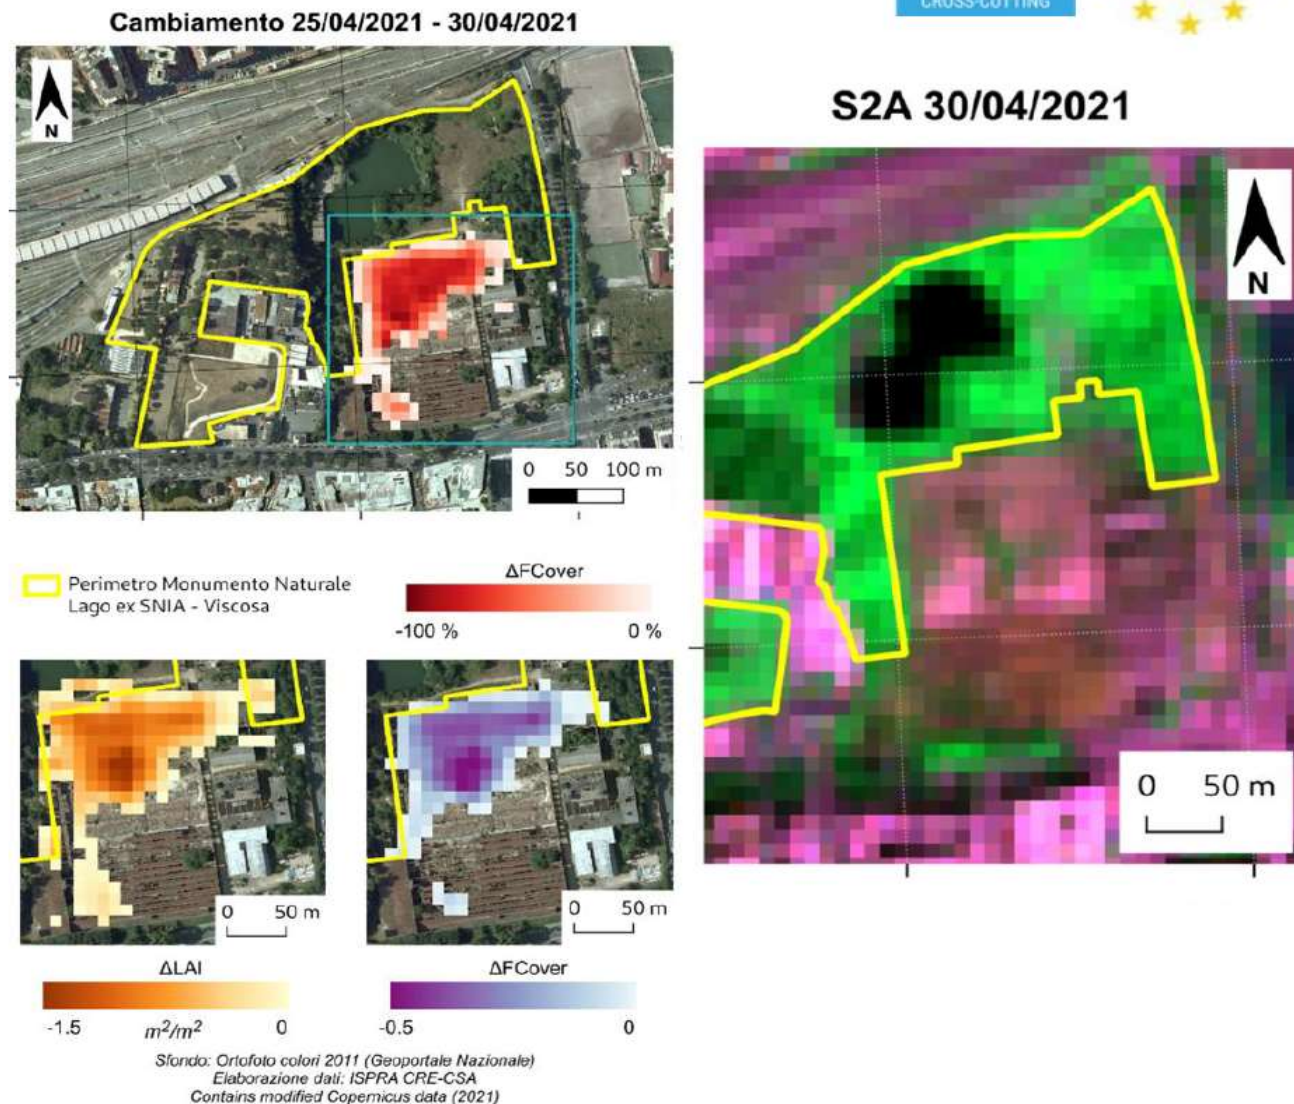 CROSS-CUTTING
Cambiamento 25/04/2021 - 30/04/2021
N
0 50 100 m
S2A 30/04/2021
N
0 50 m
Perimetro Monumento Naturale
Lago ex SNIA - Viscosa
ΔFCover
-100 % 0 %
0 50 m
0 50 m
ΔLAI
-1.5 m²/m² 0
ΔFCover
-0.5 0
Sfondo: Ortofoto colori 2011 (Geoportale Nazionale)
Elaborazione dati: ISPRA CRE-CSA
Contains modified Copernicus data (2021)